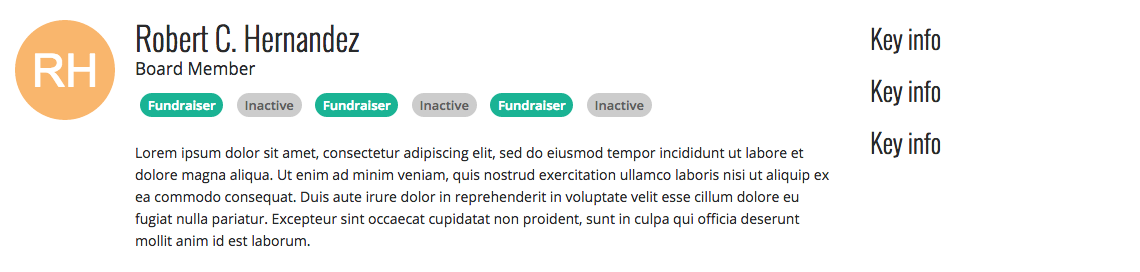 RH
Robert C. Hernandez
Board Member
Fundraiser Inactive Fundraiser Inactive Fundraiser Inactive
Lorem ipsum dolor sit amet, consectetur adipiscing elit, sed do eiusmod tempor incididunt ut labore et
dolore magna aliqua. Ut enim ad minim veniam, quis nostrud exercitation ullamco laboris nisi ut aliquip ex
ea commodo consequat. Duis aute irure dolor in reprehenderit in voluptate velit esse cillum dolore eu
fugiat nulla pariatur. Excepteur sint occaecat cupidatat non proident, sunt in culpa qui officia deserunt
mollit anim id est laborum.
Key info
Key info
Key info